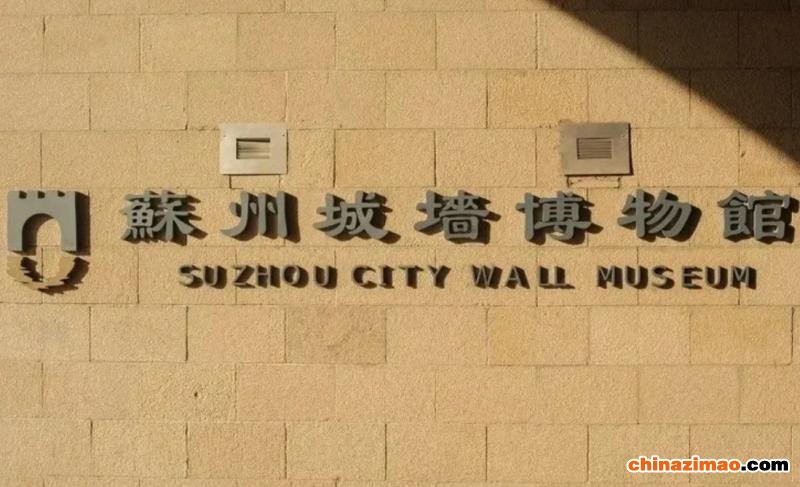 蘇州城墻博物館
SUZHOU CITY WALL MUSEUM
chinazimao.com